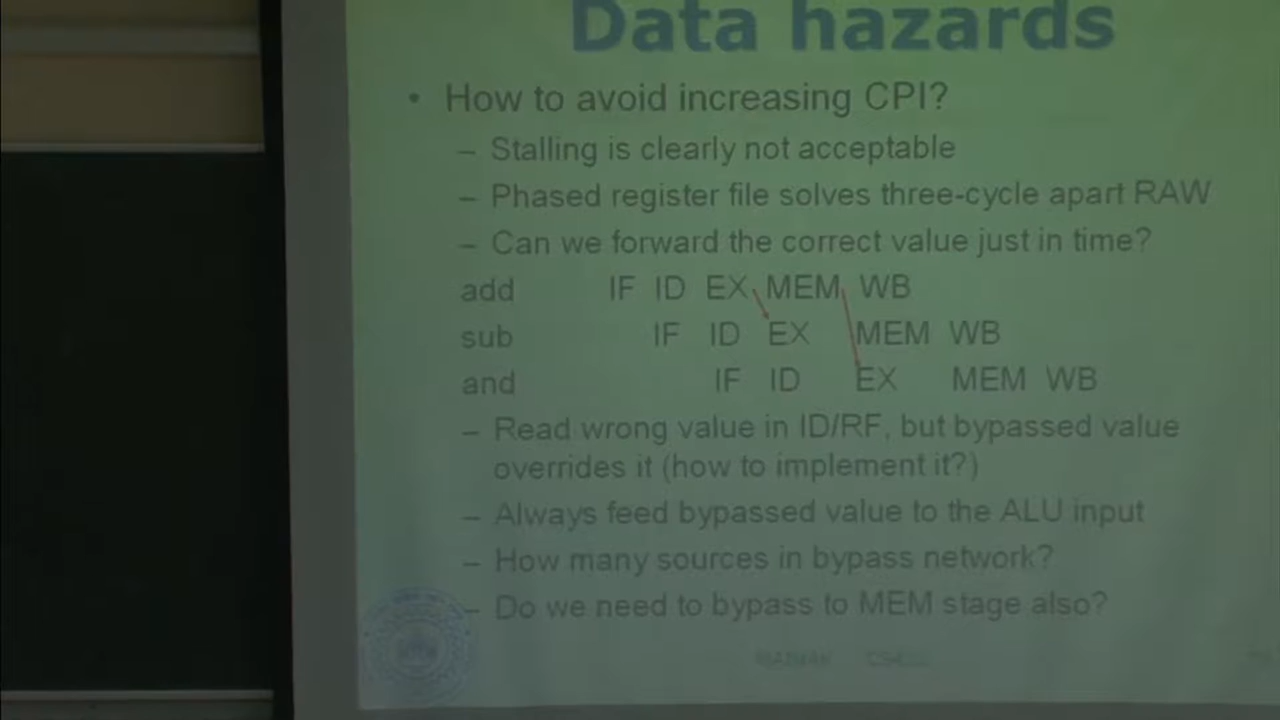 Data hazards
• How to avoid increasing CPI?
– Stalling is clearly not acceptable
– Phased register file solves three-cycle apart RAW
– Can we forward the correct value just in time?
add IF ID EX MEM WB
sub IF ID EX MEM WB
and IF ID EX MEM WB
– Read wrong value in ID/RF, but bypassed value
overrides it (how to implement it?)
– Always feed bypassed value to the ALU input
– How many sources in bypass network?
– Do we need to bypass to MEM stage also?